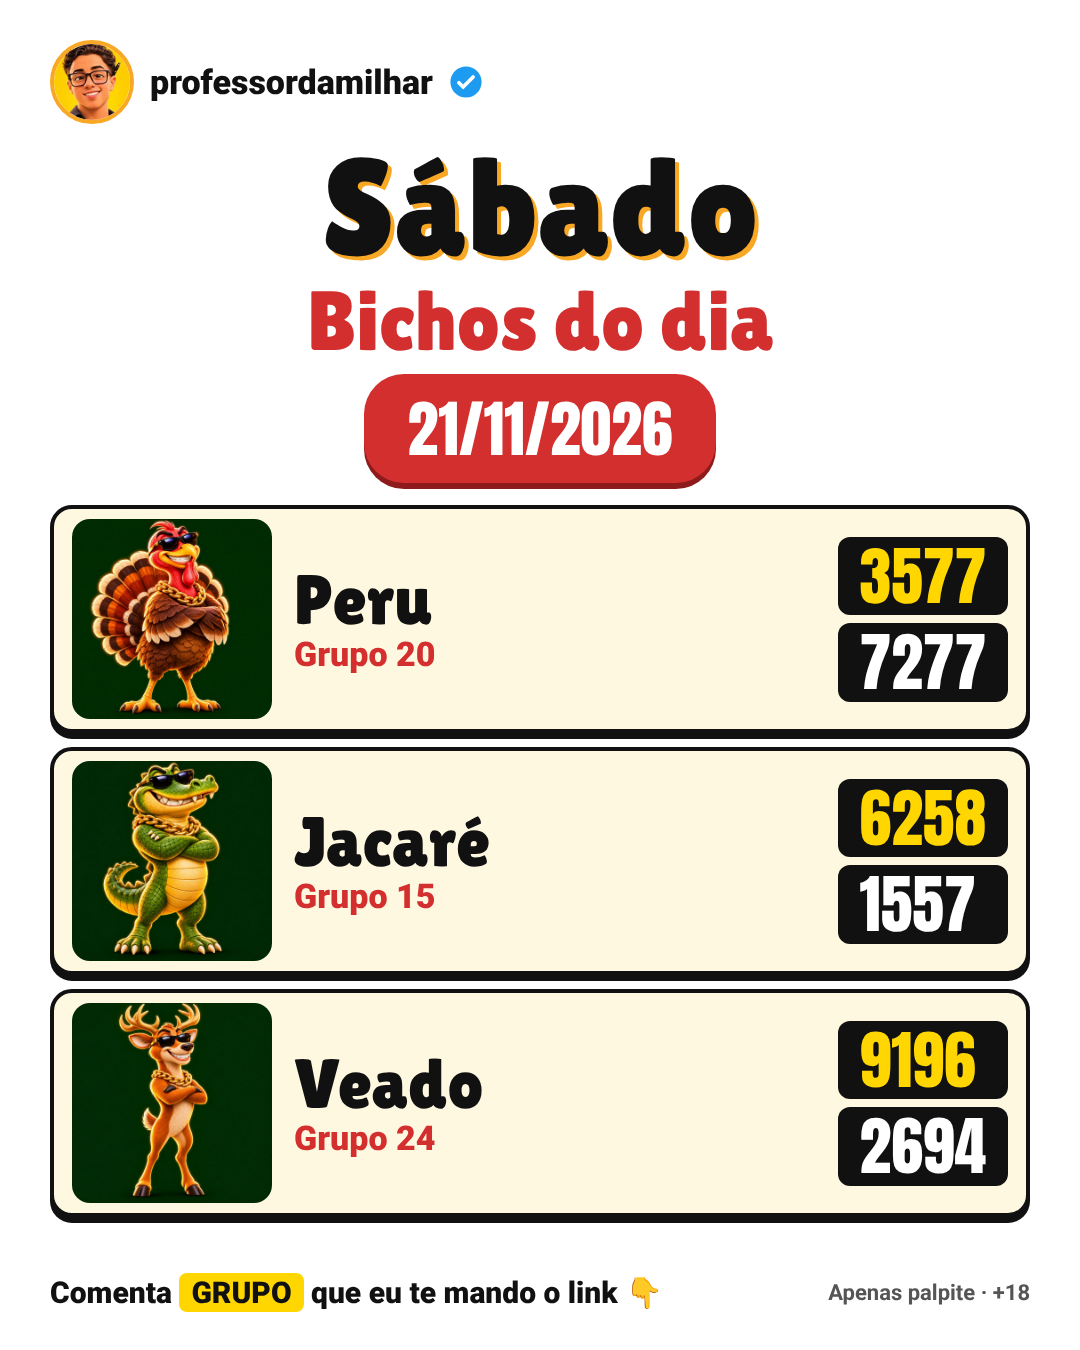 professordamilhar
Sábado
Bichos do dia
21/11/2026
Peru
Grupo 20
3577
7277
Jacaré
Grupo 15
6258
1557
Veado
Grupo 24
9196
2694
Comenta GRUPO que eu te mando o link 👇
Apenas palpite · +18